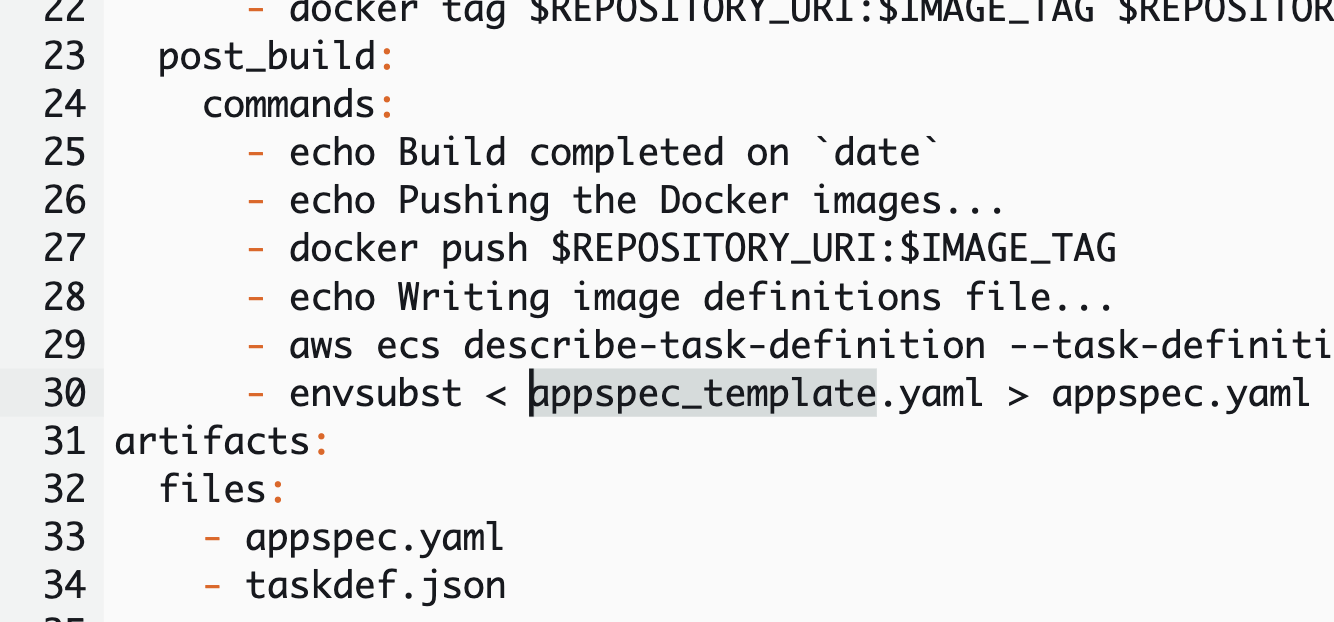 22 - docker tag $REPOSITORY_URI:$IMAGE_TAG
23 post_build:
24 commands:
25 - echo Build completed on `date`
26 - echo Pushing the Docker images...
27 - docker push $REPOSITORY_URI:$IMAGE_TAG
28 - echo Writing image definitions file...
29 - aws ecs describe-task-definition --task-definiti
30 - envsubst < appspec_template.yaml > appspec.yaml
31 artifacts:
32 files:
33 - appspec.yaml
34 - taskdef.json